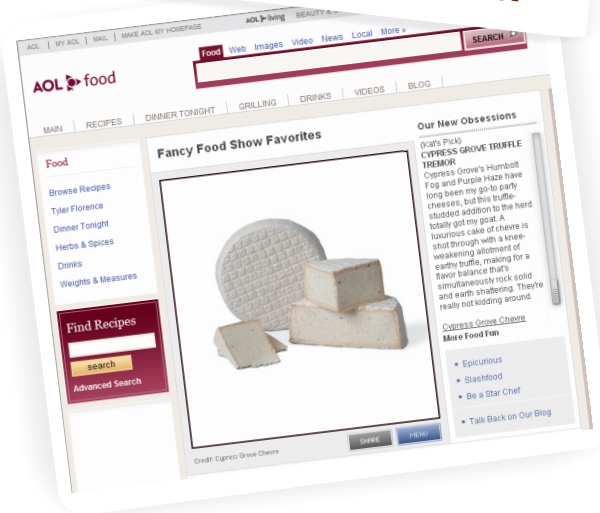 AOL | MY AOL | MAIL | MAKE AOL MY HOMEPAGE
AOL living BEAUTY &
Food Web Images Video News Local More »
SEARCH
AOL food
MAIN RECIPES DINNER TONIGHT GRILLING DRINKS VIDEOS BLOG
Food
Browse Recipes
Tyler Florence
Dinner Tonight
Herbs & Spices
Drinks
Weights & Measures
Find Recipes
search
Advanced Search
Fancy Food Show Favorites
Credit: Cypress Grove Chevre
SHARE
MENU
Our New Obsessions
(Kat's Pick)
CYPRESS GROVE TRUFFLE
TREMOR
Cypress Grove's Humbolt
Fog and Purple Haze have
long been my go-to party
cheeses, but this truffle-
studded addition to the herd
totally got my goat. A
luxurious cake of chevre is
shot through with a knee-
weakening allotment of
earthy truffle, making for a
flavor balance that's
simultaneously rock solid
and earth shattering. They're
really not kidding around.
Cypress Grove Chevre
More Food Fun
Epicurious
Slashfood
Be a Star Chef
Talk Back on Our Blog